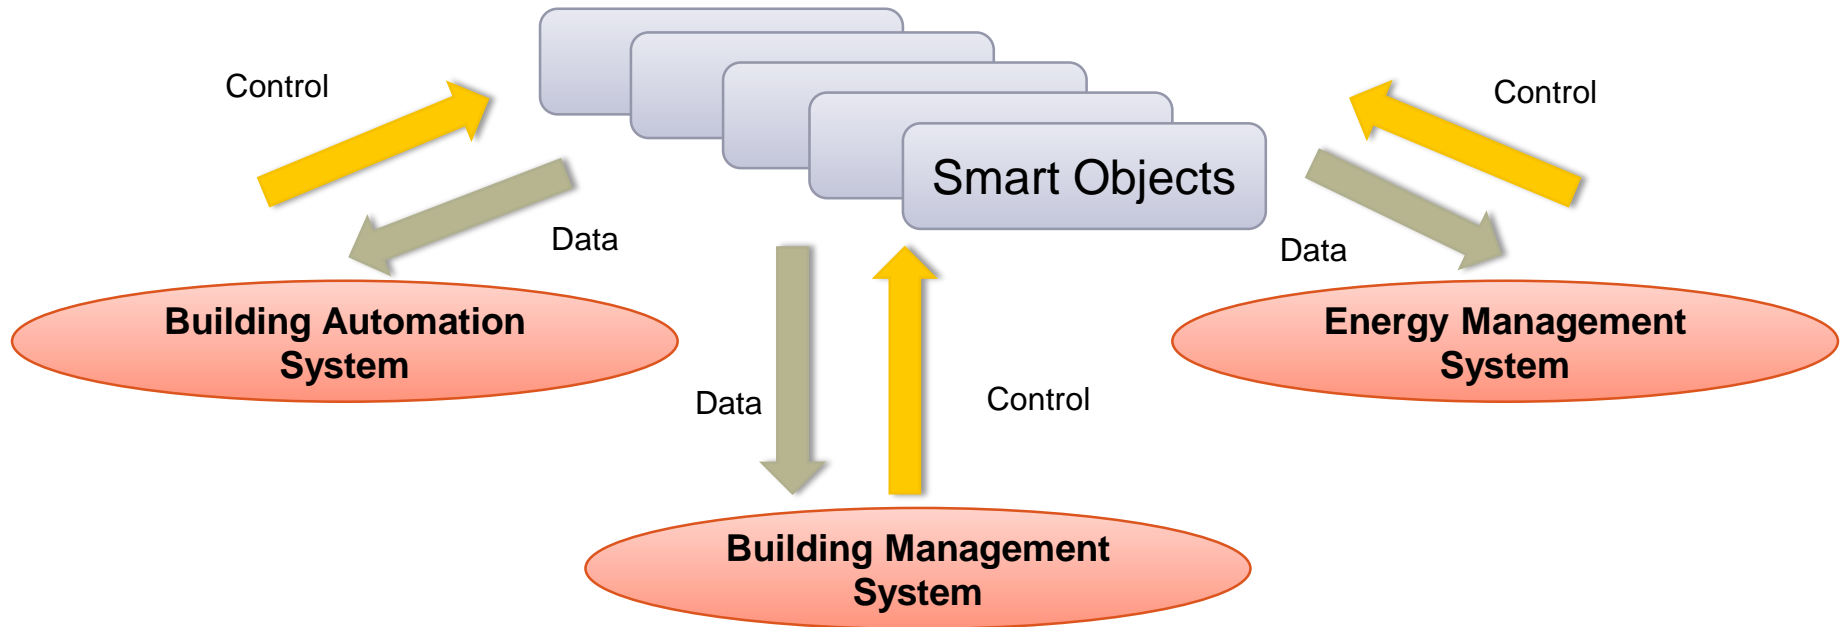 Control
Control
Smart Objects
Data
Data
Building Automation
System
Energy Management
System
Data
Control
Building Management
System